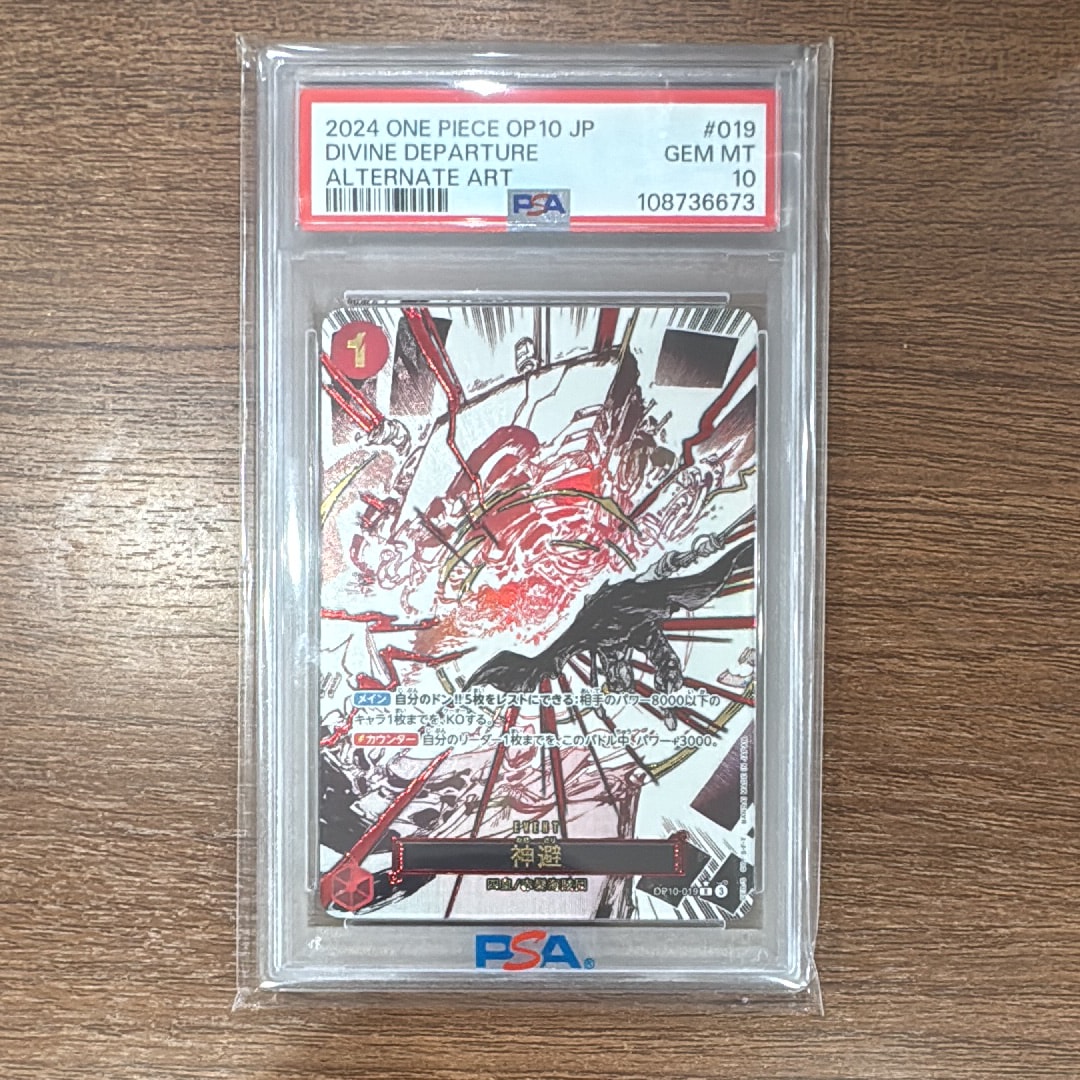 2024 ONE PIECE OP10 JP #019
DIVINE DEPARTURE GEM MT
ALTERNATE ART 10
PSA 108736673
1
メイン 自分のドン!!5枚をレストにできる:相手のパワー8000以下の
キャラ1枚までを、KOする。
カウンター 自分のリーダー1枚までを、このバトル中、パワー+3000。
EVENT
神避
OP10-019 R 3
PSA®